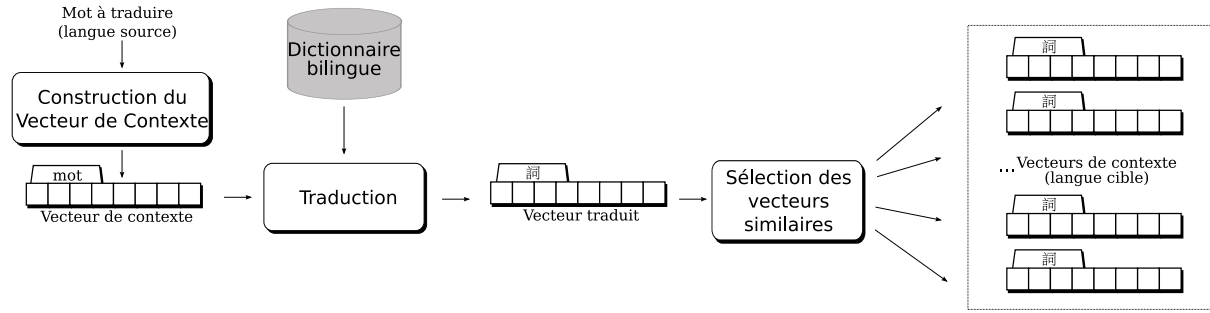 Mot à traduire
(langue source)
Construction du
Vecteur de Contexte
mot
Vecteur de contexte
Dictionnaire
bilingue
Traduction
詞
Vecteur traduit
Sélection des
vecteurs
similaires
詞
詞
...Vecteurs de contexte
(langue cible)
詞
詞